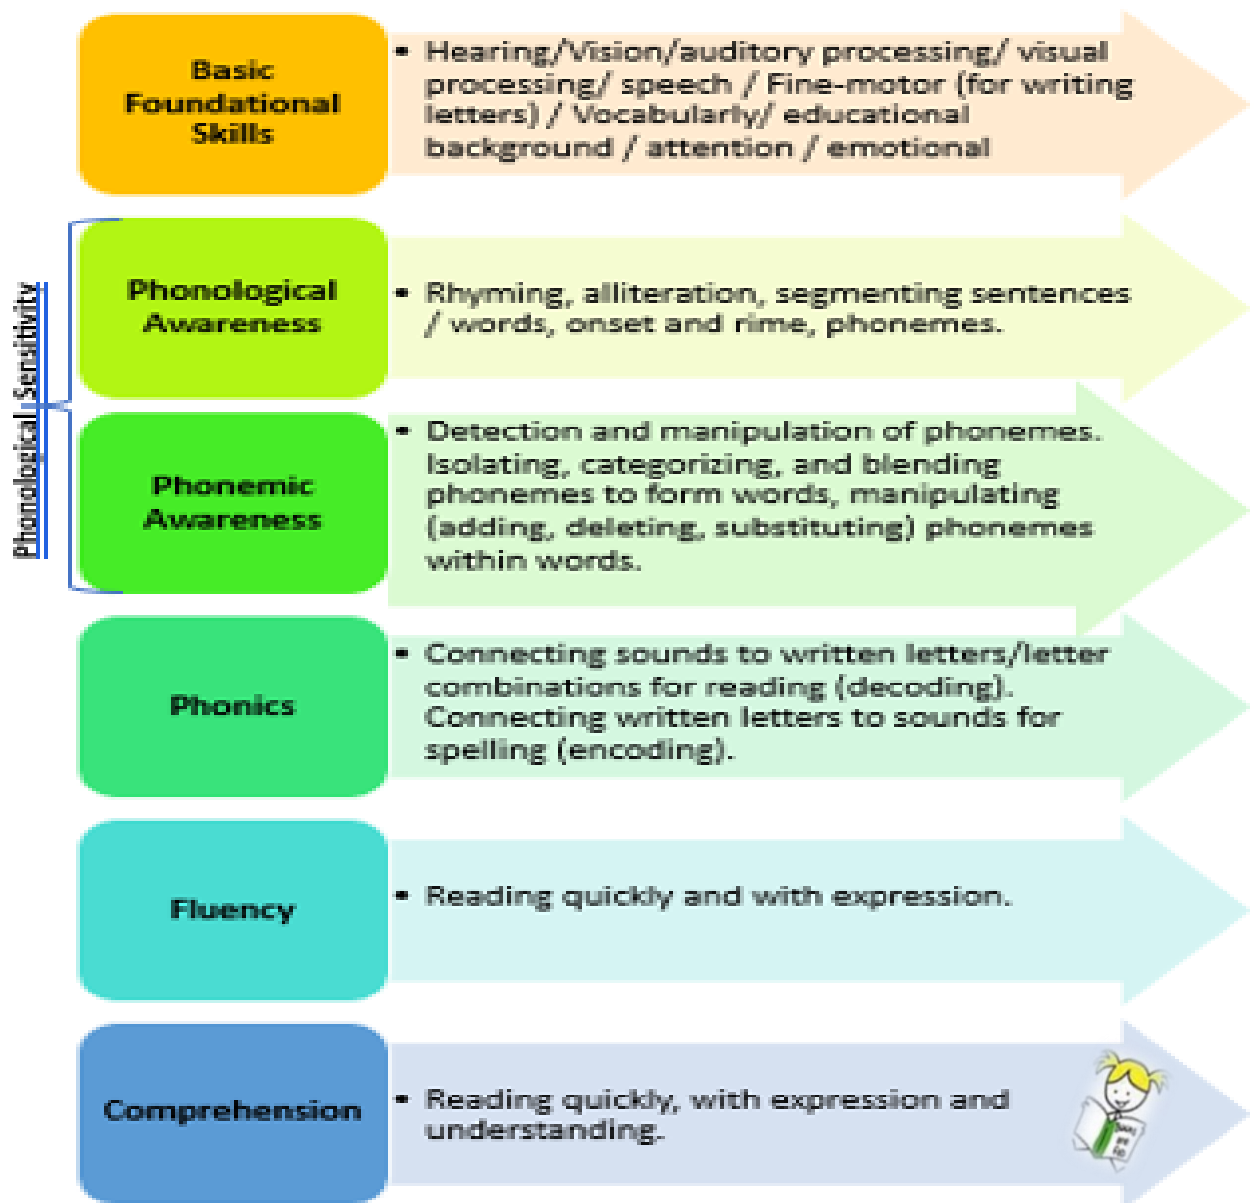 Basic
Foundational
Skills
• Hearing/Vision/auditory processing/ visual
processing/ speech / Fine-motor (for writing
letters) / Vocabularly/ educational
background / attention / emotional
Phonological Sensitivity
Phonological
Awareness
• Rhyming, alliteration, segmenting sentences
/ words, onset and rime, phonemes.
Phonemic
Awareness
• Detection and manipulation of phonemes.
Isolating, categorizing, and blending
phonemes to form words, manipulating
(adding, deleting, substituting) phonemes
within words.
Phonics
• Connecting sounds to written letters/letter
combinations for reading (decoding).
Connecting written letters to sounds for
spelling (encoding).
Fluency
• Reading quickly and with expression.
Comprehension
• Reading quickly, with expression and
understanding.